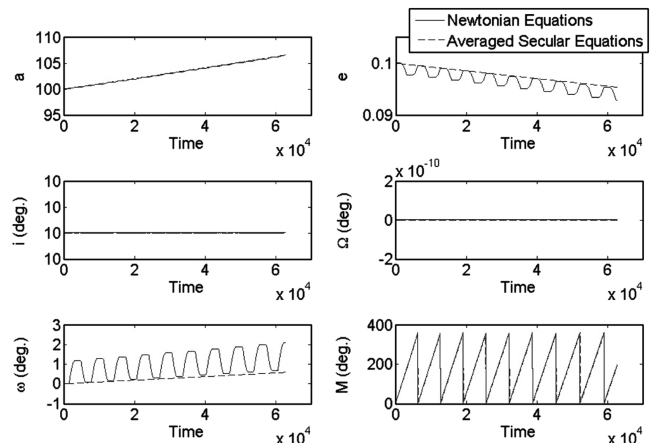 Newtonian Equations
Averaged Secular Equations
110
105
100
95
a
0 2 4 6
Time
x 10^4
0.1
0.09
e
0 2 4 6
Time
x 10^4
10
10
10
10
i (deg.)
0 2 4 6
Time
x 10^4
x 10^-10
2
0
-2
Ω (deg.)
0 2 4 6
Time
x 10^4
3
2
1
0
-1
ω (deg.)
0 2 4 6
Time
x 10^4
400
200
0
M (deg.)
0 2 4 6
Time
x 10^4